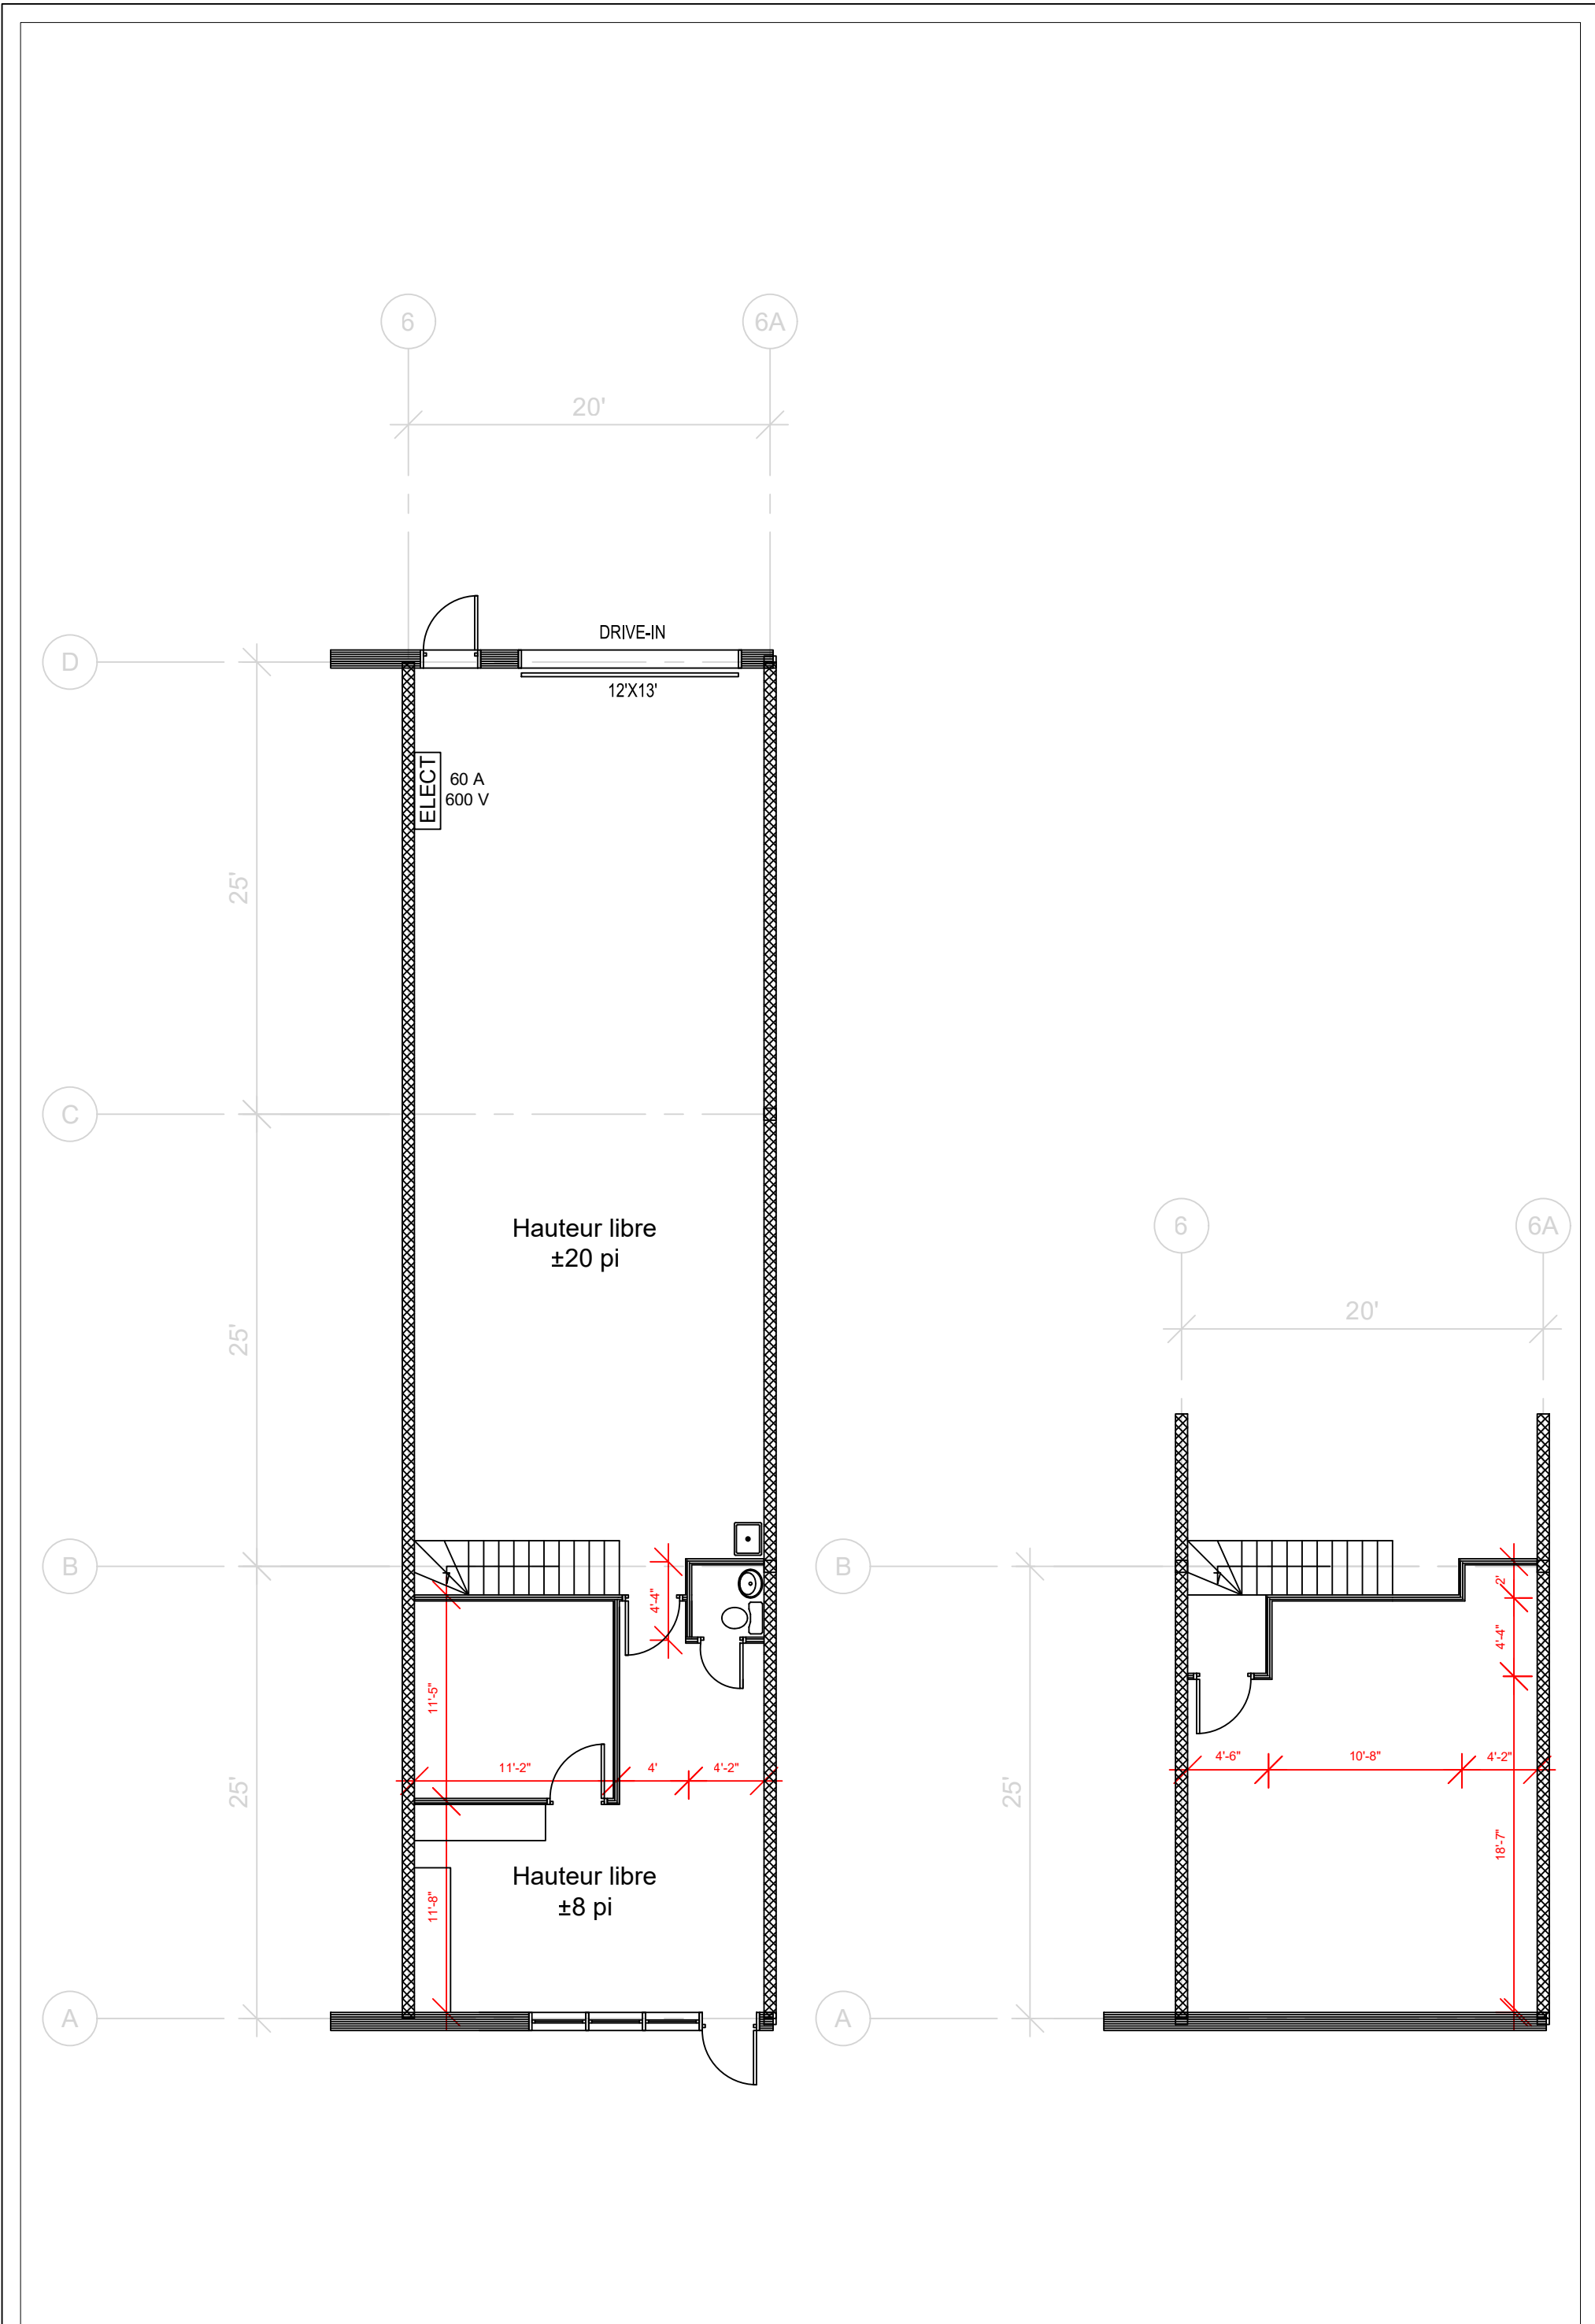 6
6A
20'
D
DRIVE-IN
12'X13'
ELECT
60 A
600 V
25'
C
Hauteur libre
±20 pi
6
6A
25'
20'
B
B
4'-4"
2'
4'-4"
11'-5"
4'-6"
10'-8"
4'-2"
11'-2"
4'
4'-2"
25'
25'
18'-7"
Hauteur libre
±8 pi
11'-8"
A
A